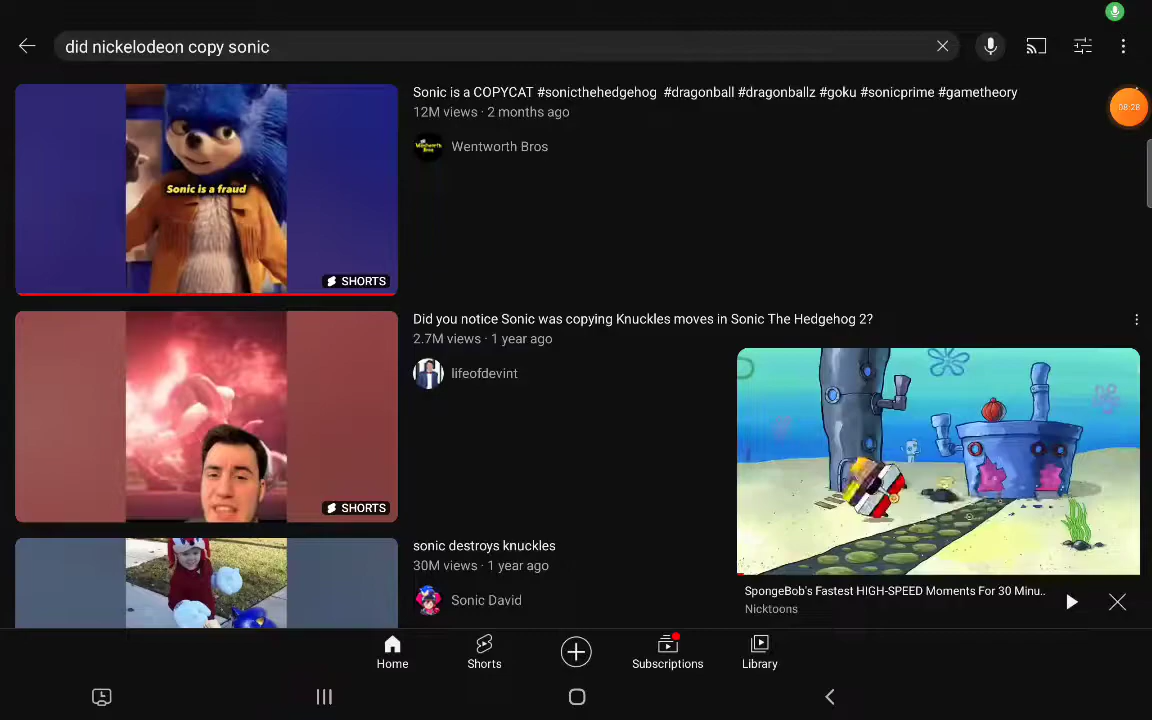 did nickelodeon copy sonic
Sonic is a COPYCAT #sonicthehedgehog #dragonball #dragonballz #goku #sonicprime #gametheory
12M views · 2 months ago
08:28
Wentworth Bros
Sonic is a fraud
SHORTS
Did you notice Sonic was copying Knuckles moves in Sonic The Hedgehog 2?
2.7M views · 1 year ago
lifeofdevint
SHORTS
sonic destroys knuckles
30M views · 1 year ago
Sonic David
SpongeBob's Fastest HIGH-SPEED Moments For 30 Minu..
Nicktoons
Home
Shorts
Subscriptions
Library